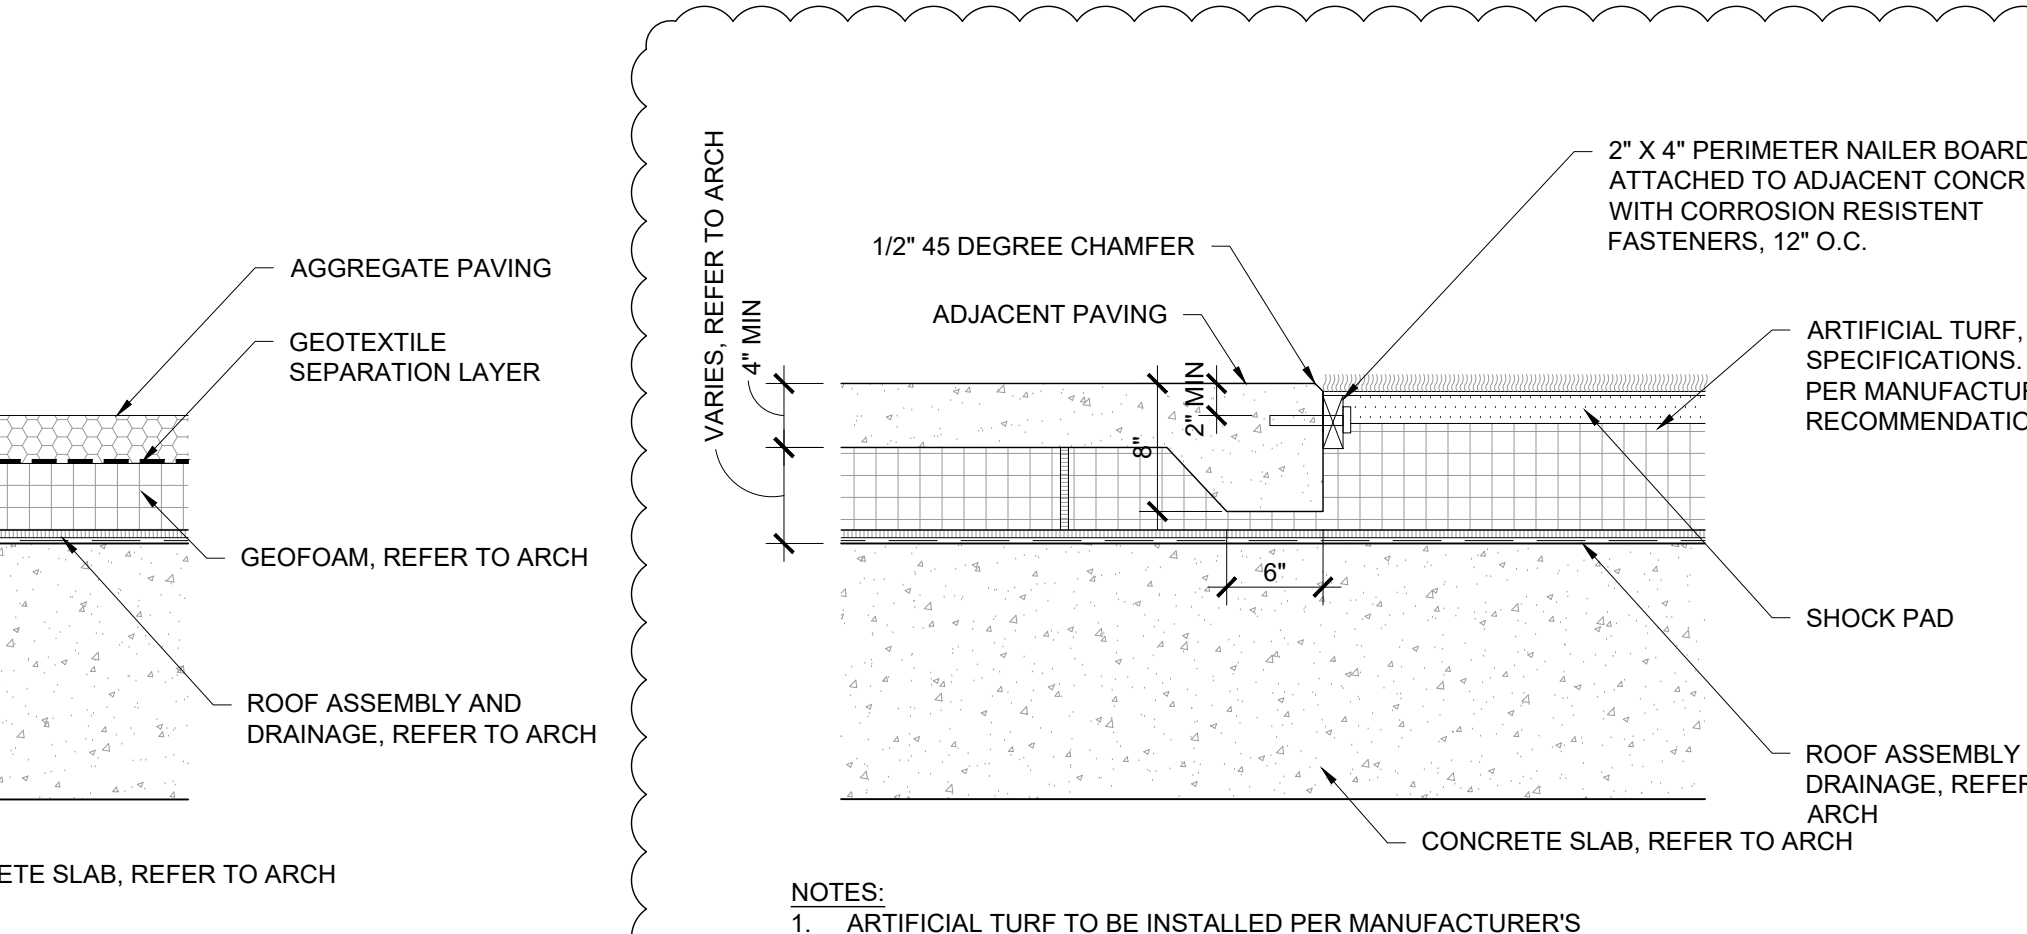 AGGREGATE PAVING
GEOTEXTILE
SEPARATION LAYER
GEOFOAM, REFER TO ARCH
ROOF ASSEMBLY AND
DRAINAGE, REFER TO ARCH
ETE SLAB, REFER TO ARCH
VARIES, REFER TO ARCH
4" MIN
1/2" 45 DEGREE CHAMFER
ADJACENT PAVING
2" MIN
8"
6"
2" X 4" PERIMETER NAILER BOARD
ATTACHED TO ADJACENT CONCR
WITH CORROSION RESISTENT
FASTENERS, 12" O.C.
ARTIFICIAL TURF,
SPECIFICATIONS.
PER MANUFACTU
RECOMMENDATIO
SHOCK PAD
ROOF ASSEMBLY
DRAINAGE, REFER
ARCH
CONCRETE SLAB, REFER TO ARCH
NOTES:
1. ARTIFICIAL TURF TO BE INSTALLED PER MANUFACTURER'S